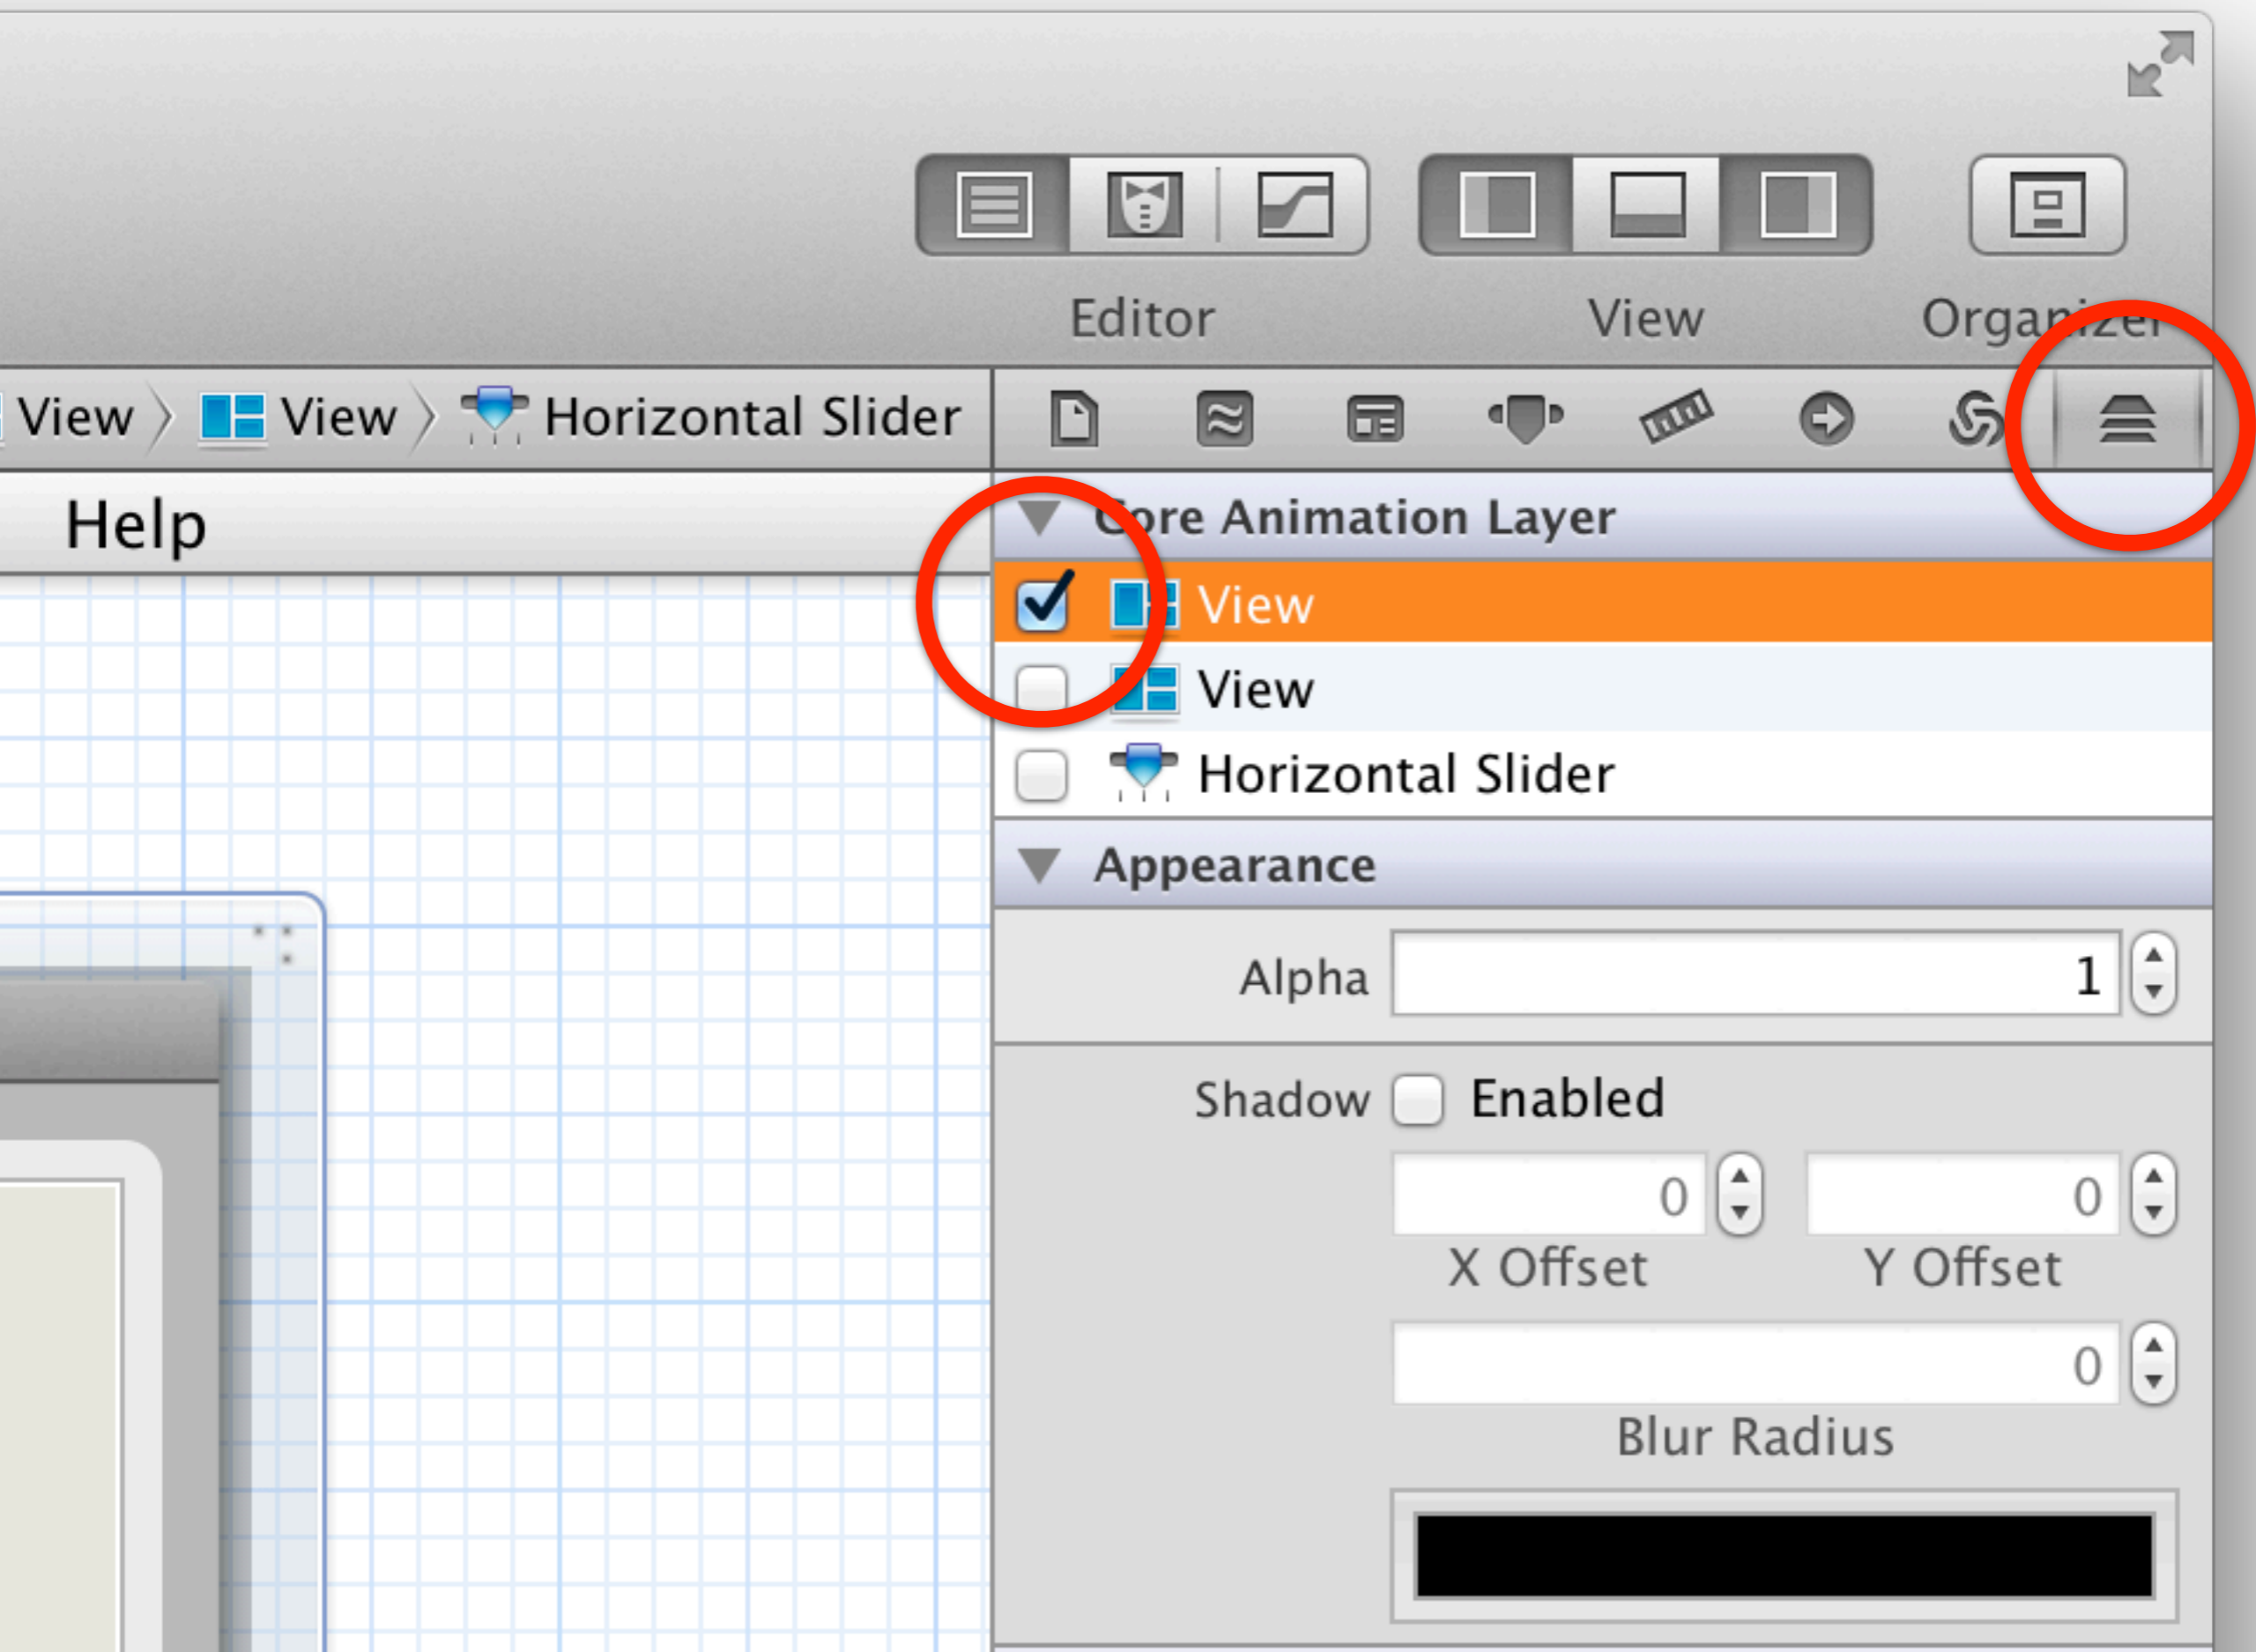 Editor View Organizer
View View Horizontal Slider
Help
Core Animation Layer
View
View
Horizontal Slider
Appearance
Alpha 1
Shadow Enabled
0 0
X Offset Y Offset
0
Blur Radius